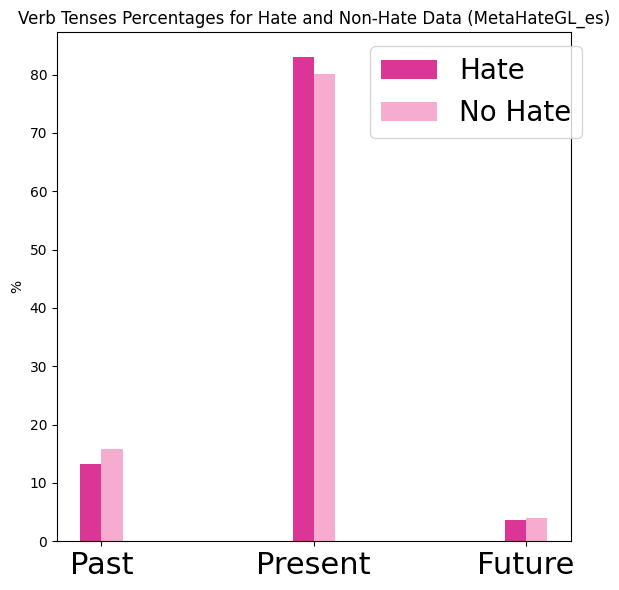 Verb Tenses Percentages for Hate and Non-Hate Data (MetaHateGL_es)
Hate
No Hate
%
80
70
60
50
40
30
20
10
0
Past Present Future